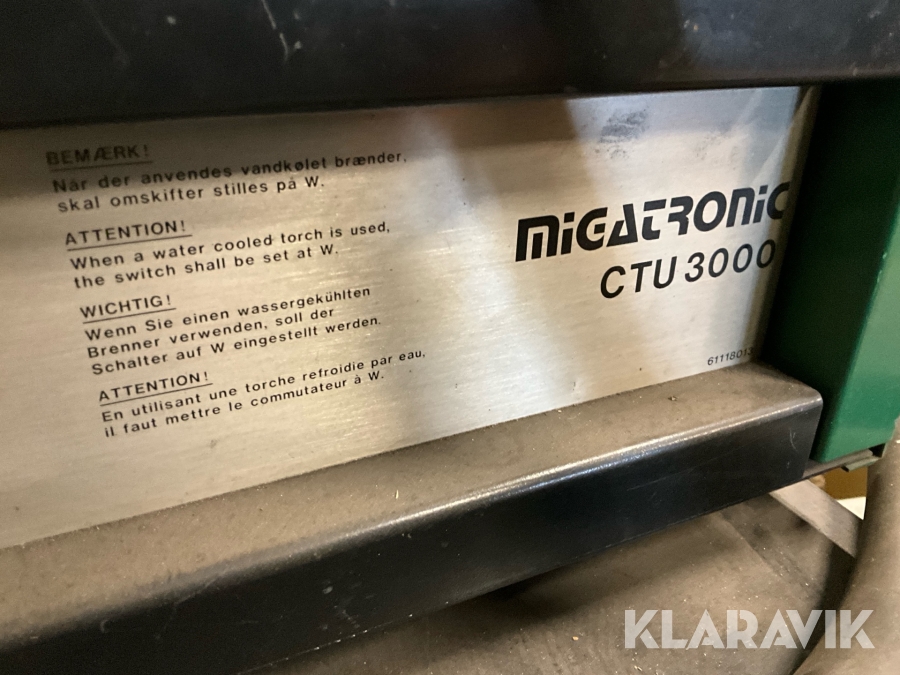 BEMÆRK!
Når der anvendes vandkølet brænder,
skal omskifter stilles på W.
ATTENTION!
When a water cooled torch is used,
the switch shall be set at W.
WICHTIG!
Wenn Sie einen wassergekühlten
Brenner verwenden, soll der
Schalter auf W eingestellt werden.
ATTENTION!
En utilisant une torche refroidie par eau,
il faut mettre le commutateur à W.
MIGATRONIC
CTU 3000
KLARAVIK